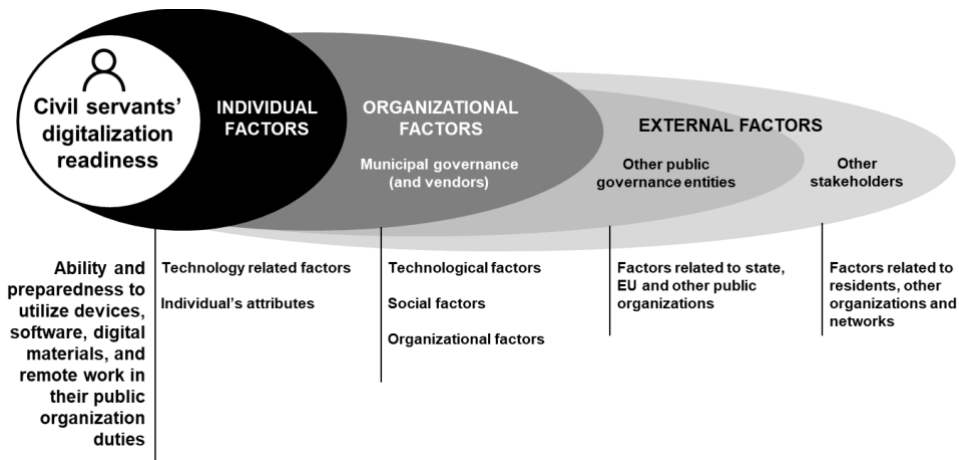 Civil servants’
digitalization
readiness
INDIVIDUAL
FACTORS
ORGANIZATIONAL
FACTORS
Municipal governance
(and vendors)
EXTERNAL FACTORS
Other public
governance entities
Other
stakeholders
Ability and
preparedness to
utilize devices,
software, digital
materials, and
remote work in
their public
organization
duties
Technology related factors
Individual’s attributes
Technological factors
Social factors
Organizational factors
Factors related to state,
EU and other public
organizations
Factors related to
residents, other
organizations and
networks